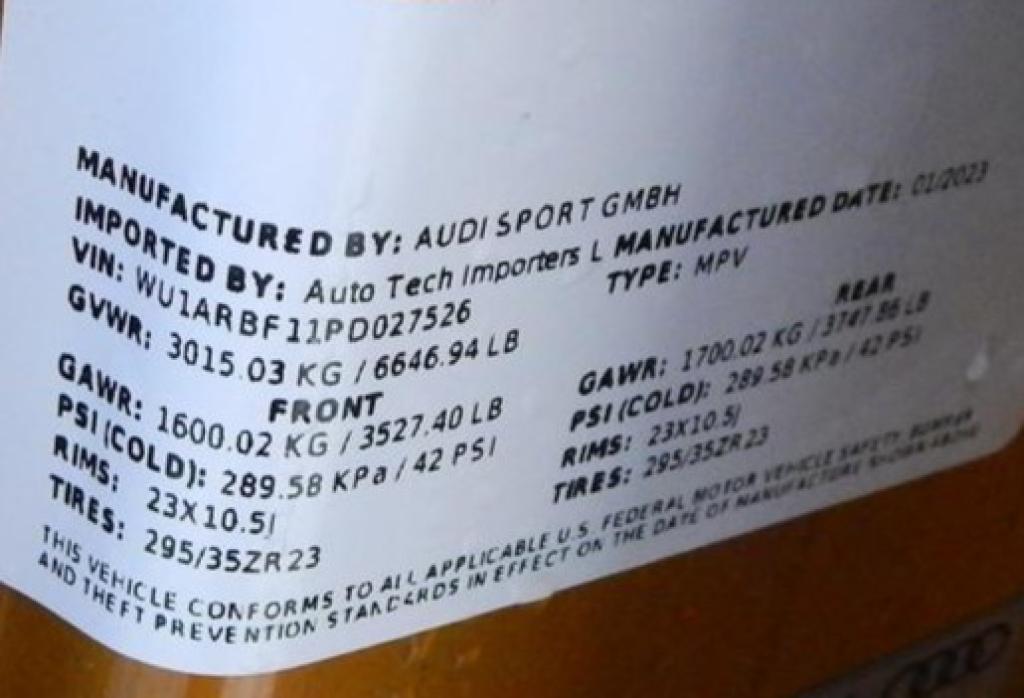 MANUFACTURED BY: AUDI SPORT GMBH
IMPORTED BY: Auto Tech Importers L MANUFACTURED DATE: 01/2023
VIN: WU1ARBF11PD027526 TYPE: MPV
GVWR: 3015.03 KG / 6646.94 LB
FRONT REAR
GAWR: 1600.02 KG / 3527.40 LB GAWR: 1700.02 KG / 3747.86 LB
PSI (COLD): 289.58 KPa / 42 PSI PSI (COLD): 289.58 KPa / 42 PSI
RIMS: 23X10.5J RIMS: 23X10.5J
TIRES: 295/35ZR23 TIRES: 295/35ZR23
THIS VEHICLE CONFORMS TO ALL APPLICABLE U.S. FEDERAL MOTOR VEHICLE SAFETY, BUMPER
AND THEFT PREVENTION STANDARDS IN EFFECT ON THE DATE OF MANUFACTURE SHOWN ABOVE